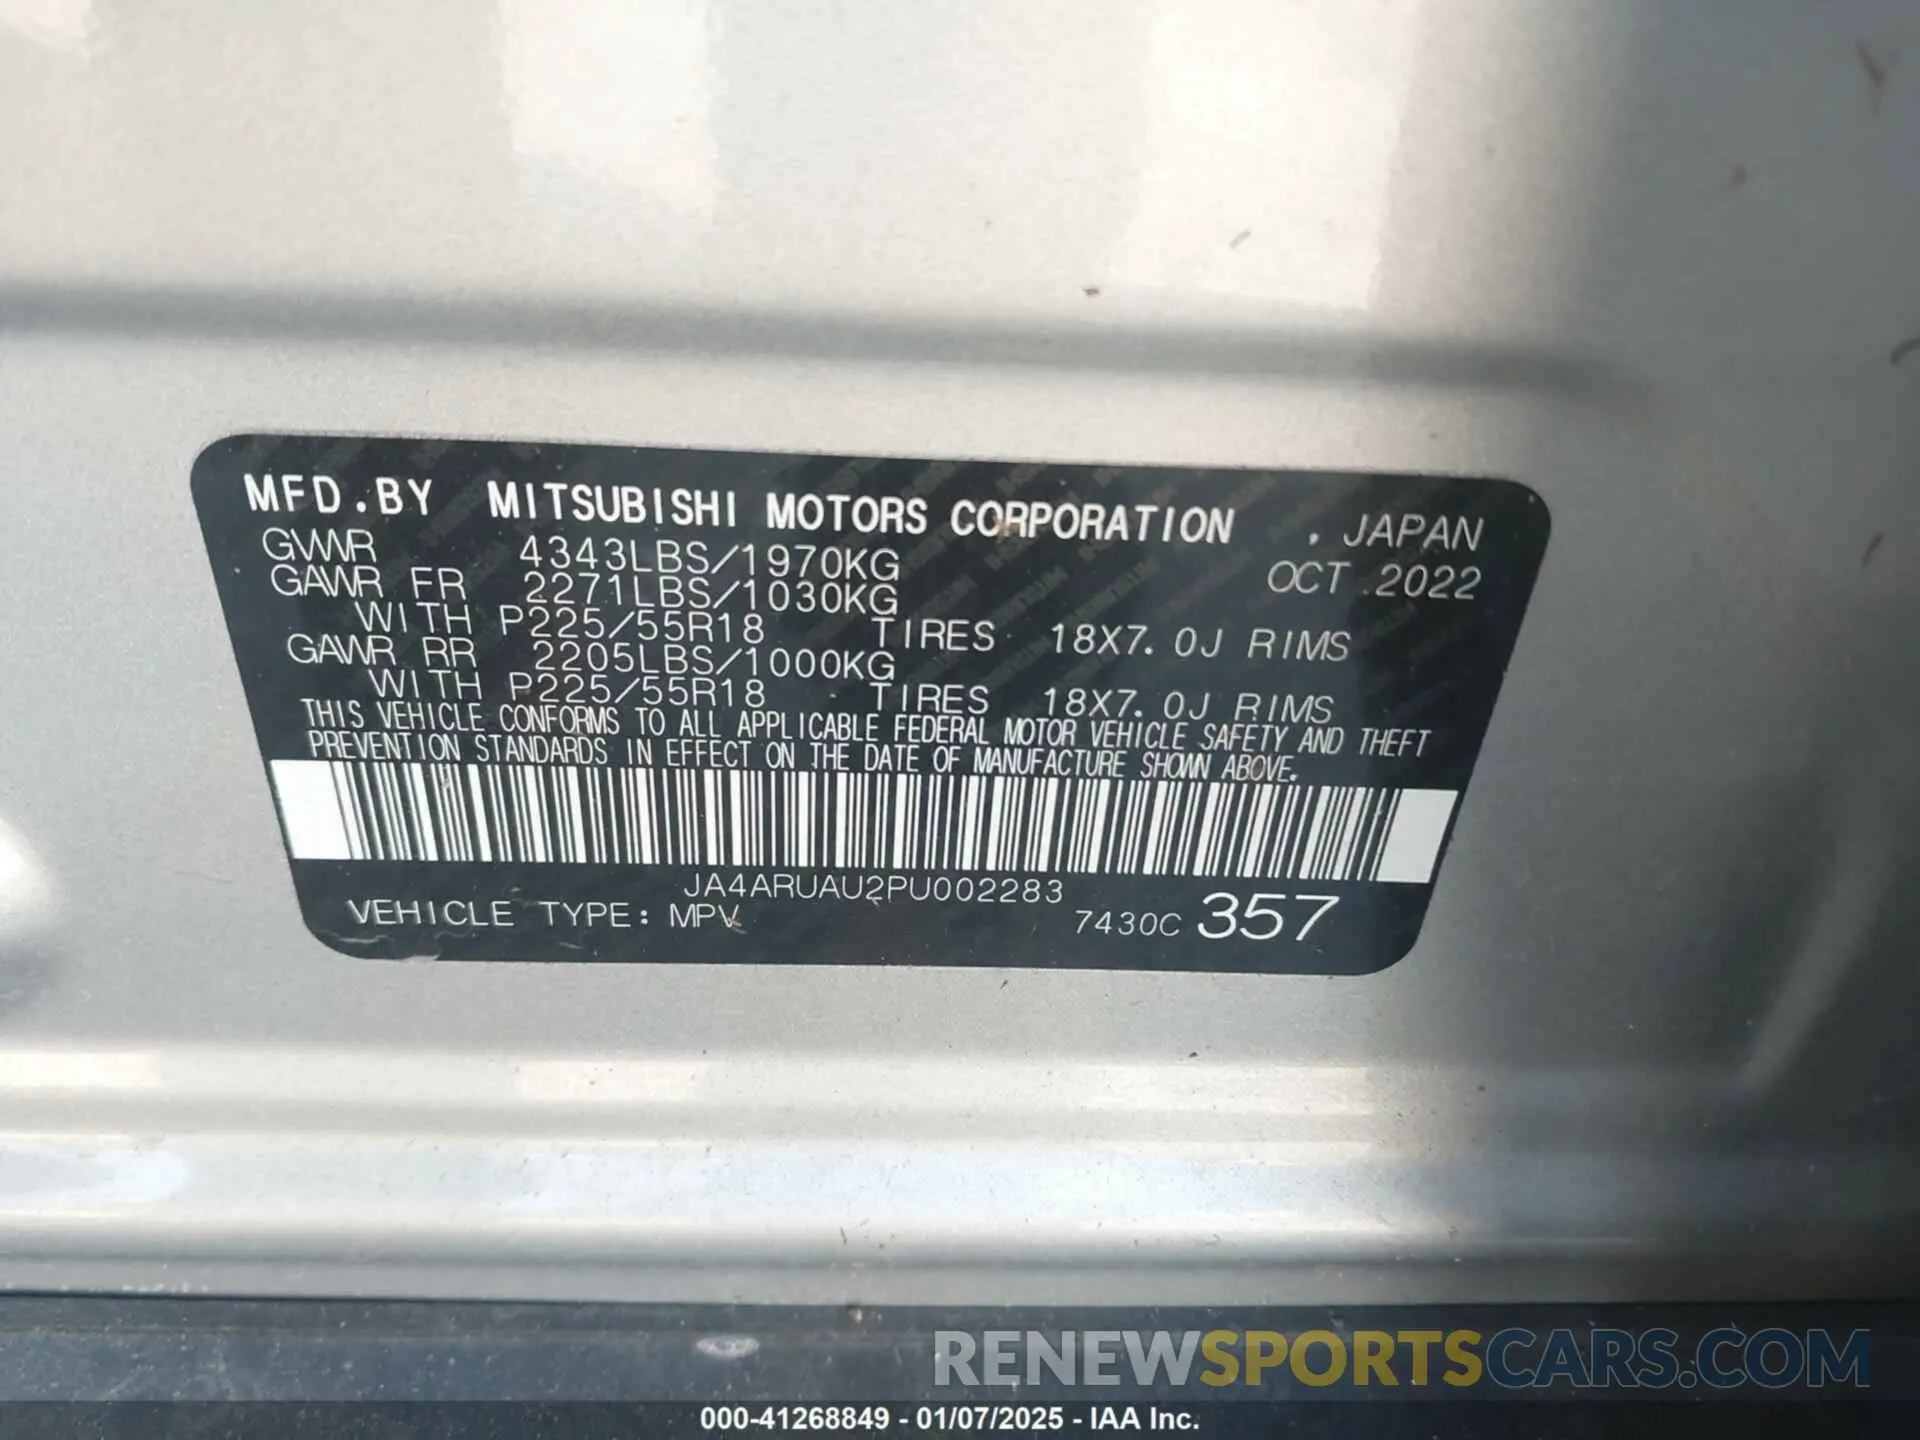 MFD.BY MITSUBISHI MOTORS CORPORATION , JAPAN
GVWR 4343LBS/1970KG OCT .2022
GAWR FR 2271LBS/1030KG
WITH P225/55R18 TIRES 18X7.0J RIMS
GAWR RR 2205LBS/1000KG
WITH P225/55R18 TIRES 18X7.0J RIMS
THIS VEHICLE CONFORMS TO ALL APPLICABLE FEDERAL MOTOR VEHICLE SAFETY AND THEFT
PREVENTION STANDARDS IN EFFECT ON THE DATE OF MANUFACTURE SHOWN ABOVE.
JA4ARUAU2PU002283
VEHICLE TYPE: MPV 7430C 357
RENEWSPORTSCARS.COM
000-41268849 - 01/07/2025 - IAA Inc.